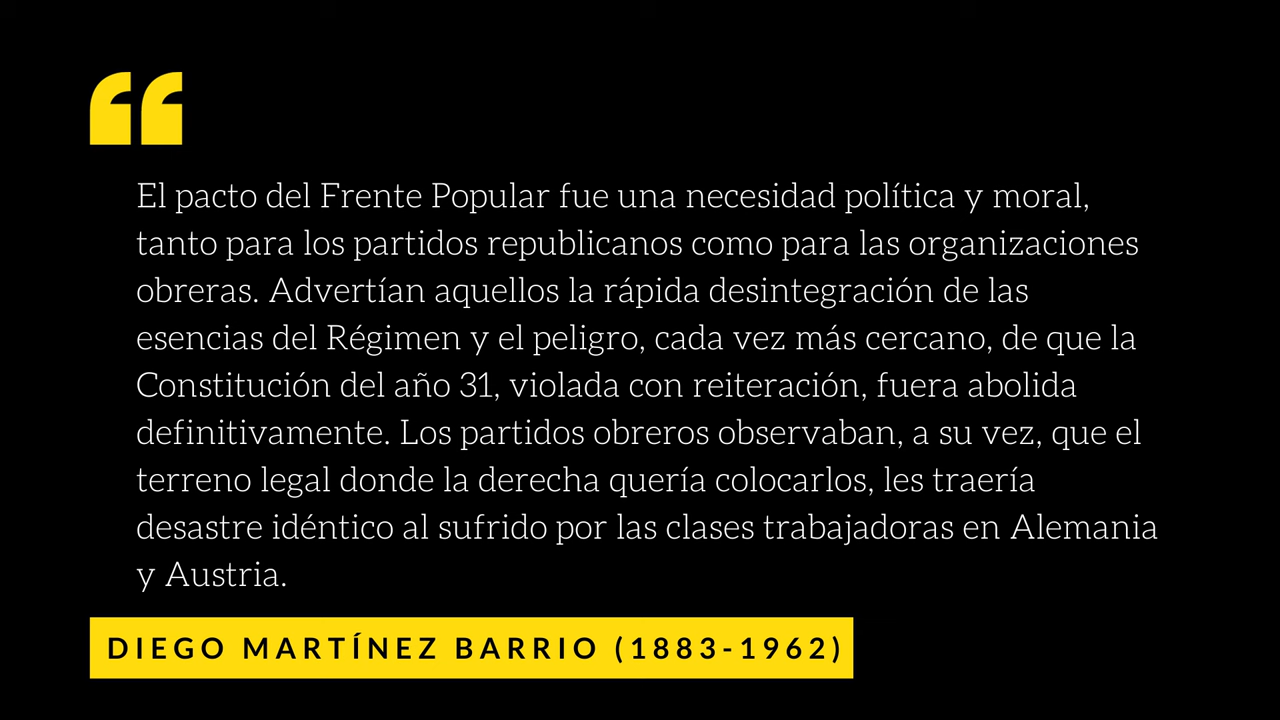 “
El pacto del Frente Popular fue una necesidad política y moral,
tanto para los partidos republicanos como para las organizaciones
obreras. Advertían aquellos la rápida desintegración de las
esencias del Régimen y el peligro, cada vez más cercano, de que la
Constitución del año 31, violada con reiteración, fuera abolida
definitivamente. Los partidos obreros observaban, a su vez, que el
terreno legal donde la derecha quería colocarlos, les traería
desastre idéntico al sufrido por las clases trabajadoras en Alemania
y Austria.
DIEGO MARTÍNEZ BARRIO (1883-1962)